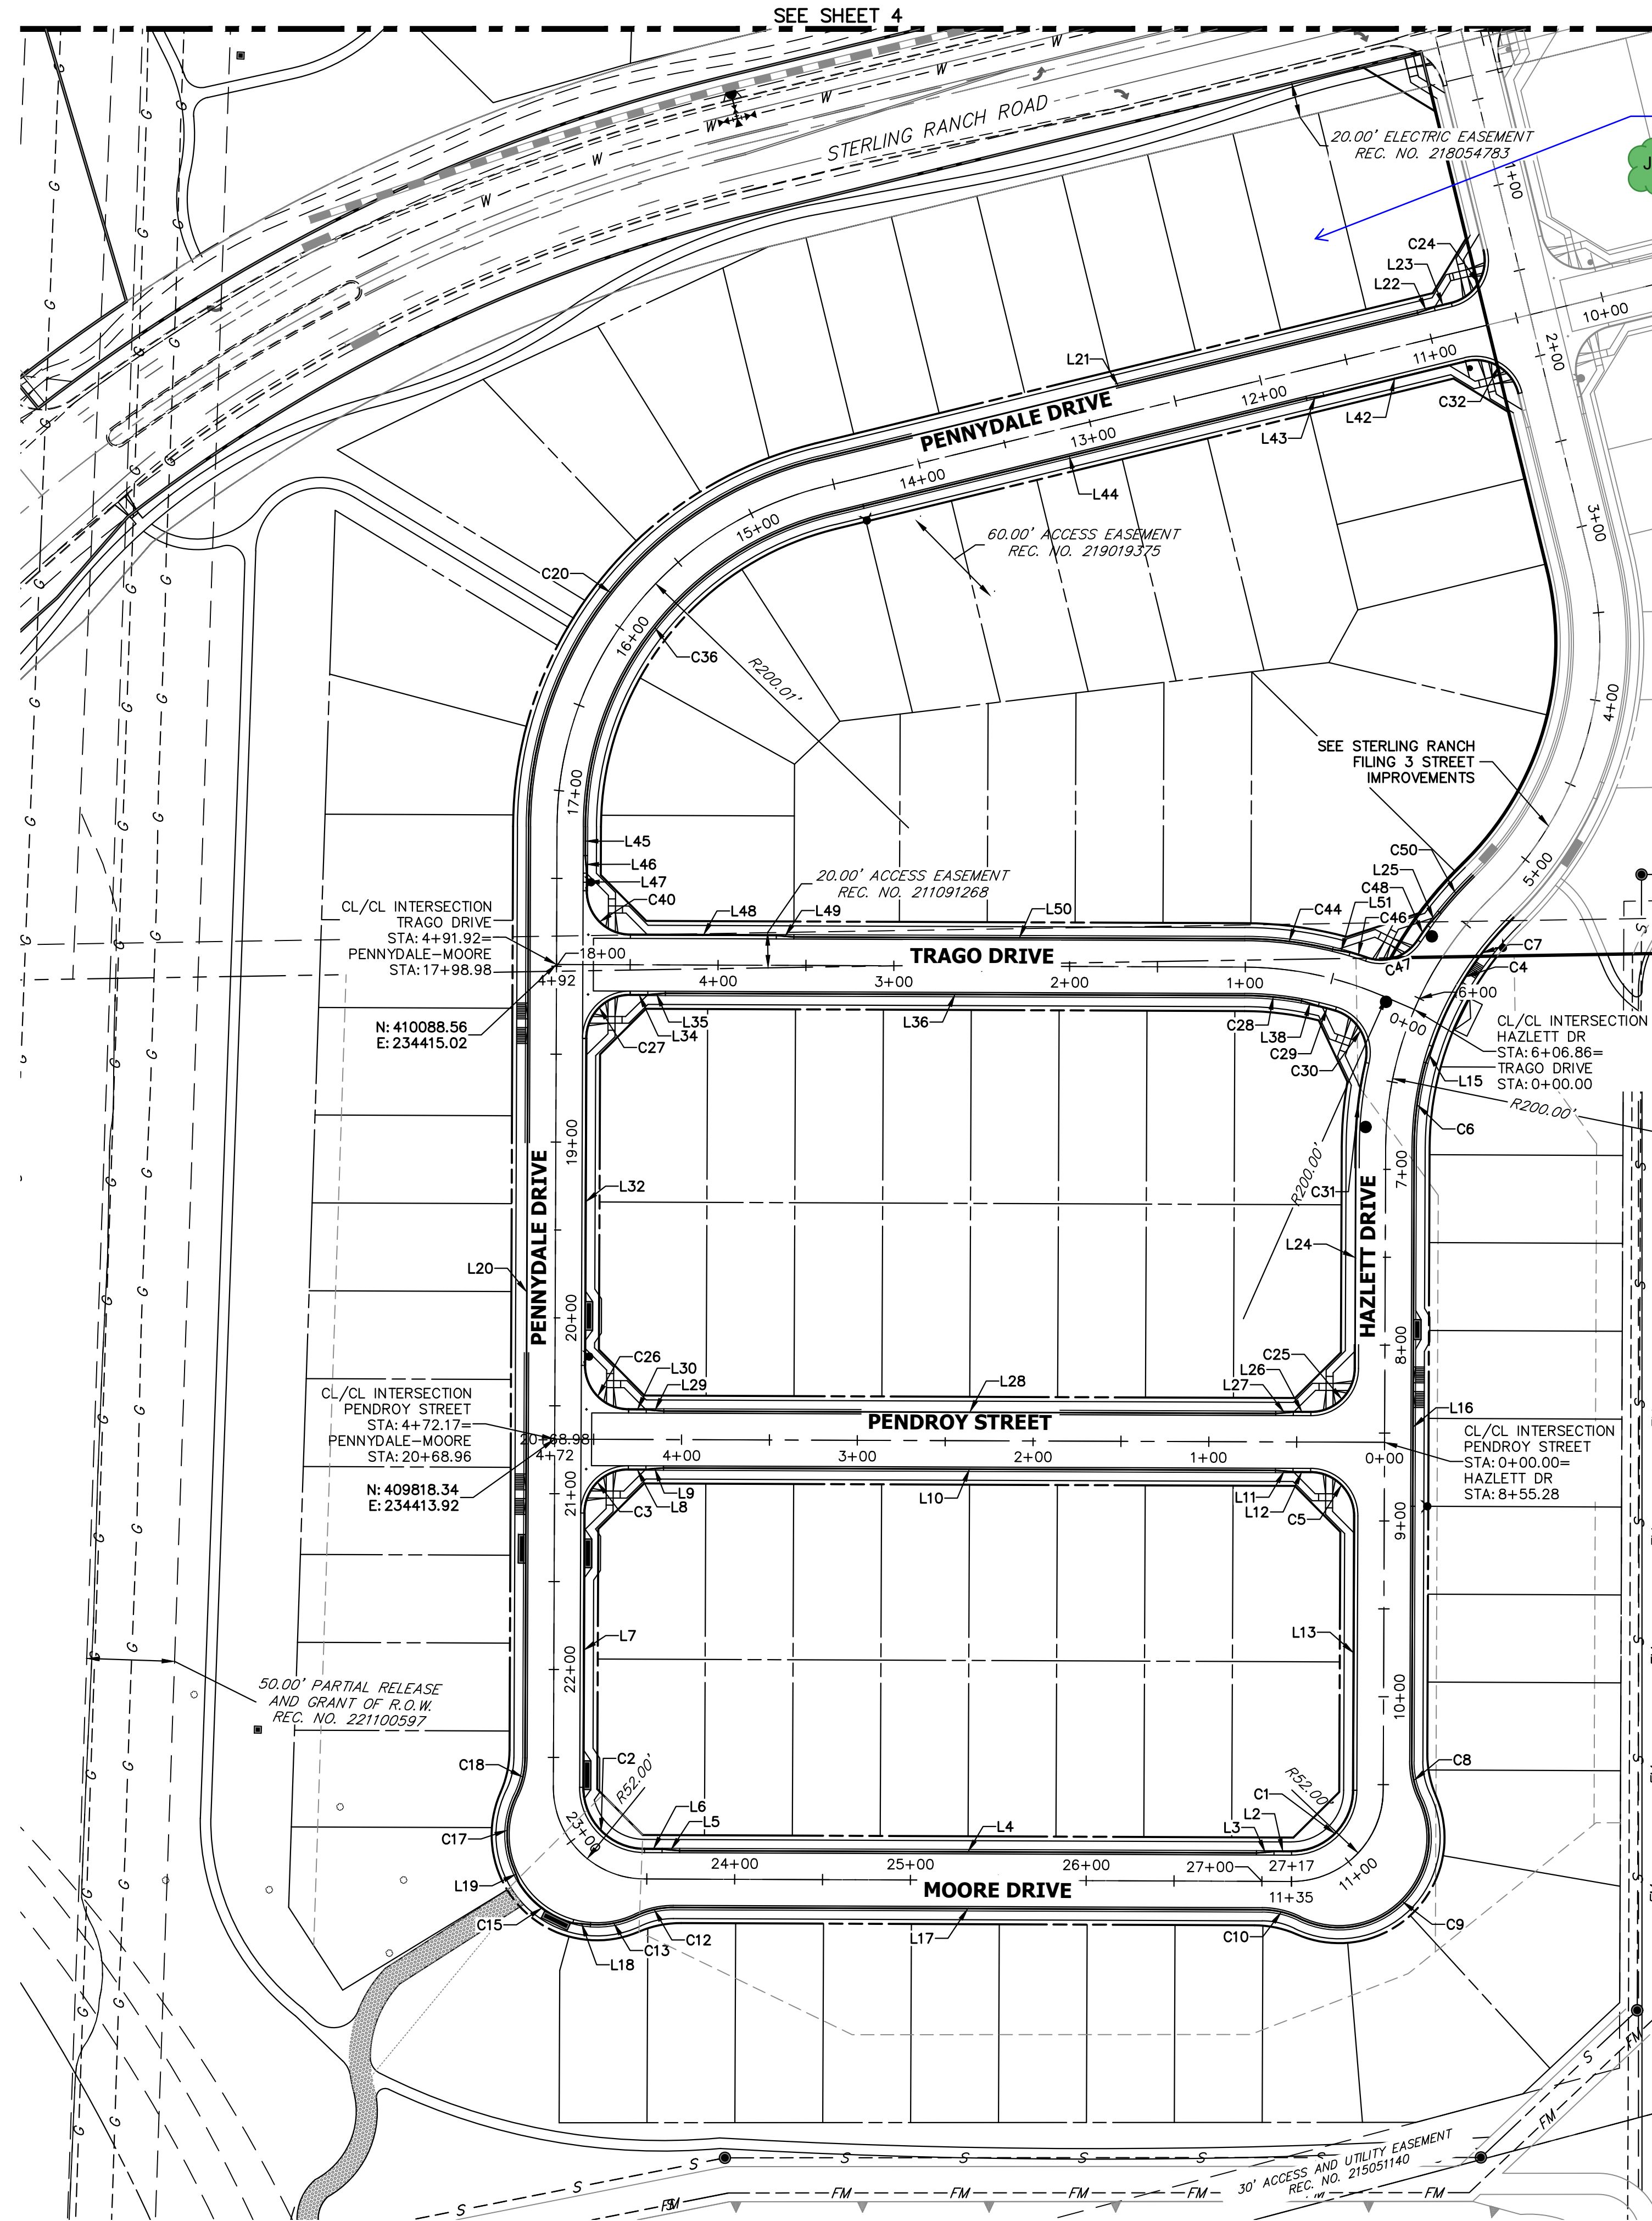 SEE SHEET 4
STERLING RANCH ROAD
20.00' ELECTRIC EASEMENT
REC. NO. 218054783
J
W
W
W
W
W
W
1+00
C24
L23
L22
10+00
2+00
L21
11+00
12+00
C32
L42
L43
PENNYDALE DRIVE
13+00
14+00
L44
15+00
3+00
60.00' ACCESS EASEMENT
REC. NO. 219019375
C20
16+00
C36
R200.01'
4+00
SEE STERLING RANCH
FILING 3 STREET
IMPROVEMENTS
17+00
L45
L46
L47
C40
C50
L25
C48
L51
C46
5+00
20.00' ACCESS EASEMENT
REC. NO. 211091268
CL/CL INTERSECTION
TRAGO DRIVE
STA: 4+91.92=
PENNYDALE-MOORE
STA: 17+98.98
L48
L49
L50
C44
18+00
TRAGO DRIVE
C47
C7
C4
4+92
4+00
3+00
2+00
1+00
0+00
6+00
N: 410088.56
E: 234415.02
L35
L34
C27
L36
C28
L38
C29
C30
CL/CL INTERSECTION
HAZLETT DR
STA: 6+06.86=
TRAGO DRIVE
STA: 0+00.00
L15
R200.00'
C6
19+00
PENNYDALE DRIVE
L32
R200.00'
C31
7+00
HAZLETT DRIVE
L24
L20
20+00
8+00
C26
L30
L29
L28
C25
L26
L27
CL/CL INTERSECTION
PENDROY STREET
STA: 4+72.17=
PENNYDALE-MOORE
STA: 20+68.96
L16
PENDROY STREET
20+68.98
4+72
4+00
3+00
2+00
1+00
0+00
CL/CL INTERSECTION
PENDROY STREET
STA: 0+00.00=
HAZLETT DR
STA: 8+55.28
N: 409818.34
E: 234413.92
21+00
L9
L8
C3
L10
L11
L12
C5
9+00
L7
L13
22+00
10+00
50.00' PARTIAL RELEASE
AND GRANT OF R.O.W.
REC. NO. 221100597
C18
C2
R52.00'
R52.00'
C1
C8
C17
23+00
L6
L5
L4
L2
L3
24+00
25+00
26+00
27+00
27+17
11+00
L19
MOORE DRIVE
11+35
C15
C12
C13
L18
L17
C10
C9
30' ACCESS AND UTILITY EASEMENT
REC. NO. 215051140
S
S
S
S
S
S
S
FM
FM
FM
FM
FM
FM
FM
FM